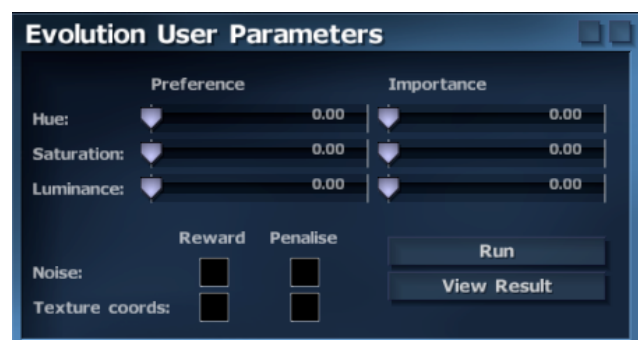 Evolution User Parameters
Preference Importance
Hue: 0.00 0.00
Saturation: 0.00 0.00
Luminance: 0.00 0.00
Reward Penalise
Run
Noise:
View Result
Texture coords: